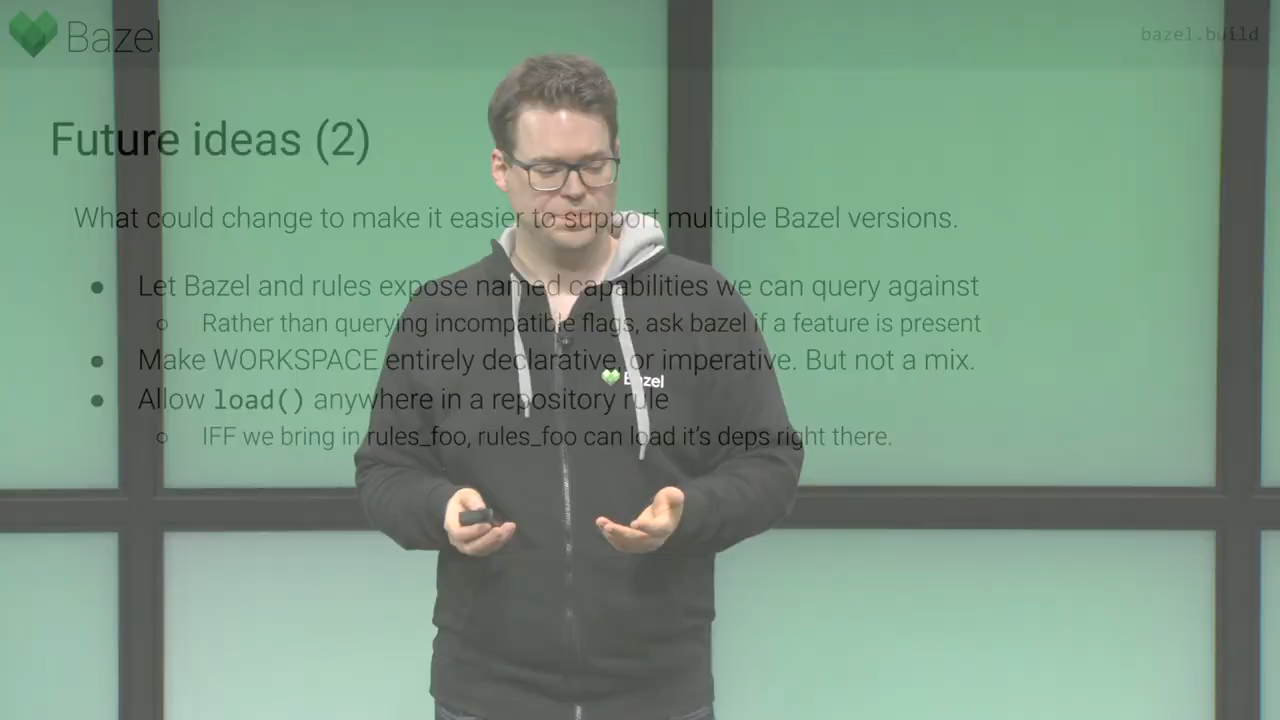 Bazel
bazel.build
Future ideas (2)
What could change to make it easier to support multiple Bazel versions.
● Let Bazel and rules expose named capabilities we can query against
○ Rather than querying incompatible flags, ask bazel if a feature is present
● Make WORKSPACE entirely declarative, or imperative. But not a mix.
● Allow load() anywhere in a repository rule
○ IFF we bring in rules_foo, rules_foo can load it's deps right there.
Bazel